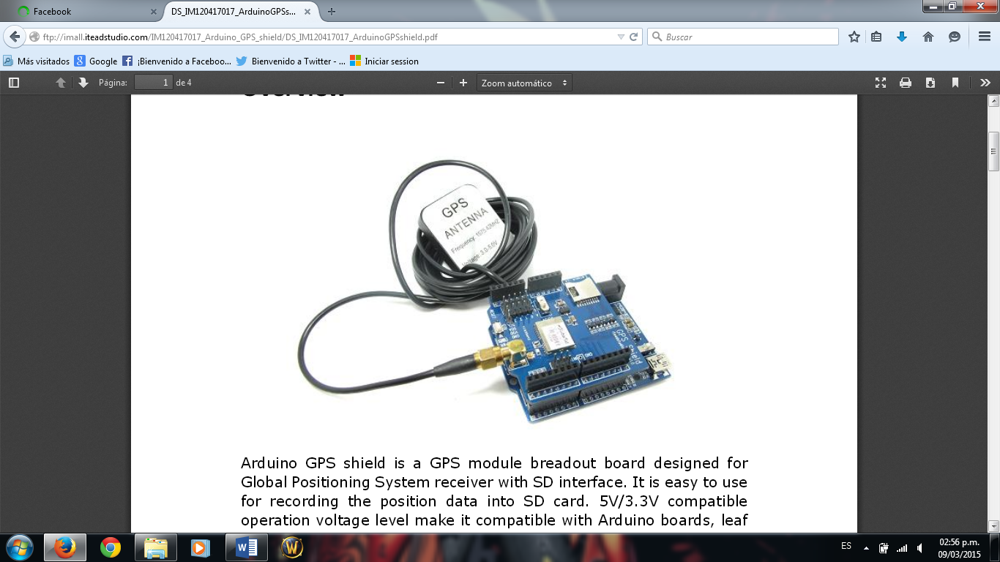 Facebook
DS_IM120417017_ArduinoGPSs...
ftp://imall.iteadstudio.com/IM120417017_Arduino_GPS_shield/DS_IM120417017_ArduinoGPSshield.pdf
Buscar
Más visitados
Google
¡Bienvenido a Faceboo...
Bienvenido a Twitter - ...
Iniciar session
Página:
1
de 4
Zoom automático
Overview
GPS
ANTENNA
Frequency: 1575.42MHZ
Voltage: 3.0-5.0V
GPS Shield
Arduino GPS shield is a GPS module breadout board designed for
Global Positioning System receiver with SD interface. It is easy to use
for recording the position data into SD card. 5V/3.3V compatible
operation voltage level make it compatible with Arduino boards, leaf
ES
02:56 p.m.
09/03/2015